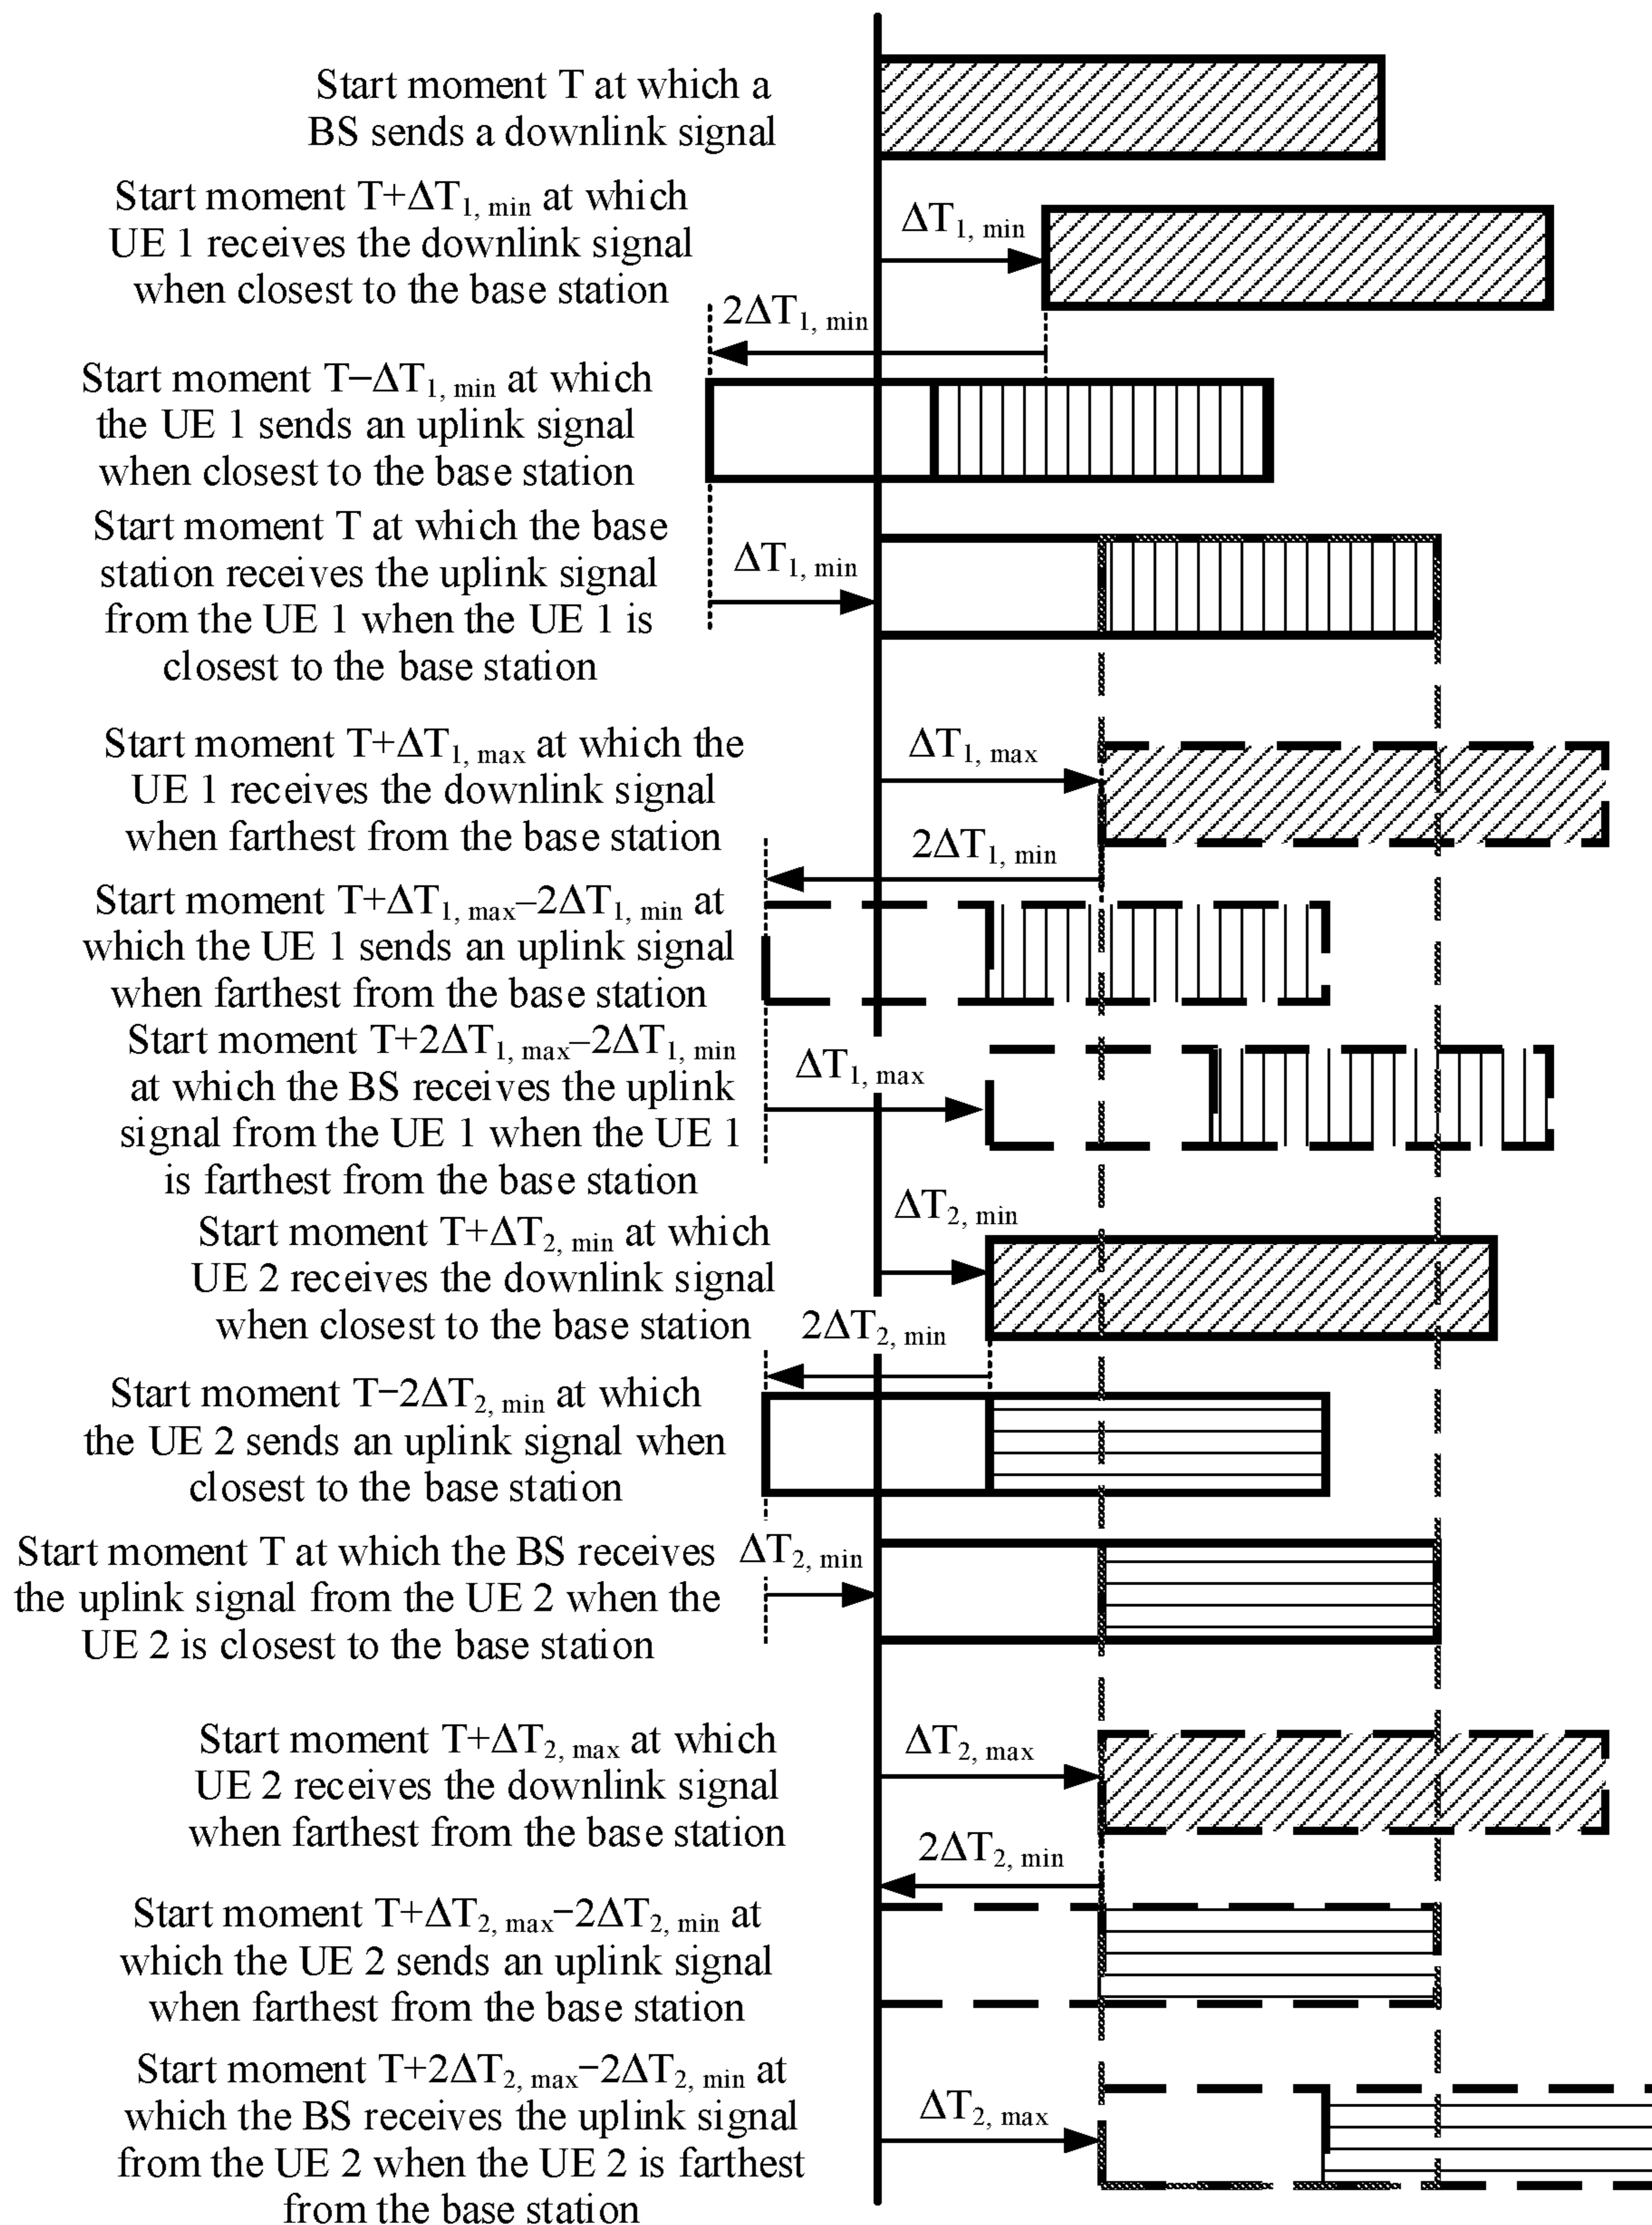 Start moment T at which a
BS sends a downlink signal
Start moment T+ΔT1, min at which
UE 1 receives the downlink signal
when closest to the base station
ΔT1, min
2ΔT1, min
Start moment T−ΔT1, min at which
the UE 1 sends an uplink signal
when closest to the base station
Start moment T at which the base
station receives the uplink signal
from the UE 1 when the UE 1 is
closest to the base station
ΔT1, min
Start moment T+ΔT1, max at which the
UE 1 receives the downlink signal
when farthest from the base station
ΔT1, max
2ΔT1, min
Start moment T+ΔT1, max−2ΔT1, min at
which the UE 1 sends an uplink signal
when farthest from the base station
Start moment T+2ΔT1, max−2ΔT1, min
at which the BS receives the uplink
signal from the UE 1 when the UE 1
is farthest from the base station
ΔT1, max
Start moment T+ΔT2, min at which
UE 2 receives the downlink signal
when closest to the base station
ΔT2, min
2ΔT2, min
Start moment T−2ΔT2, min at which
the UE 2 sends an uplink signal when
closest to the base station
Start moment T at which the BS receives
the uplink signal from the UE 2 when the
UE 2 is closest to the base station
ΔT2, min
Start moment T+ΔT2, max at which
UE 2 receives the downlink signal
when farthest from the base station
ΔT2, max
2ΔT2, min
Start moment T+ΔT2, max−2ΔT2, min at
which the UE 2 sends an uplink signal
when farthest from the base station
Start moment T+2ΔT2, max−2ΔT2, min at
which the BS receives the uplink signal
from the UE 2 when the UE 2 is farthest
from the base station
ΔT2, max